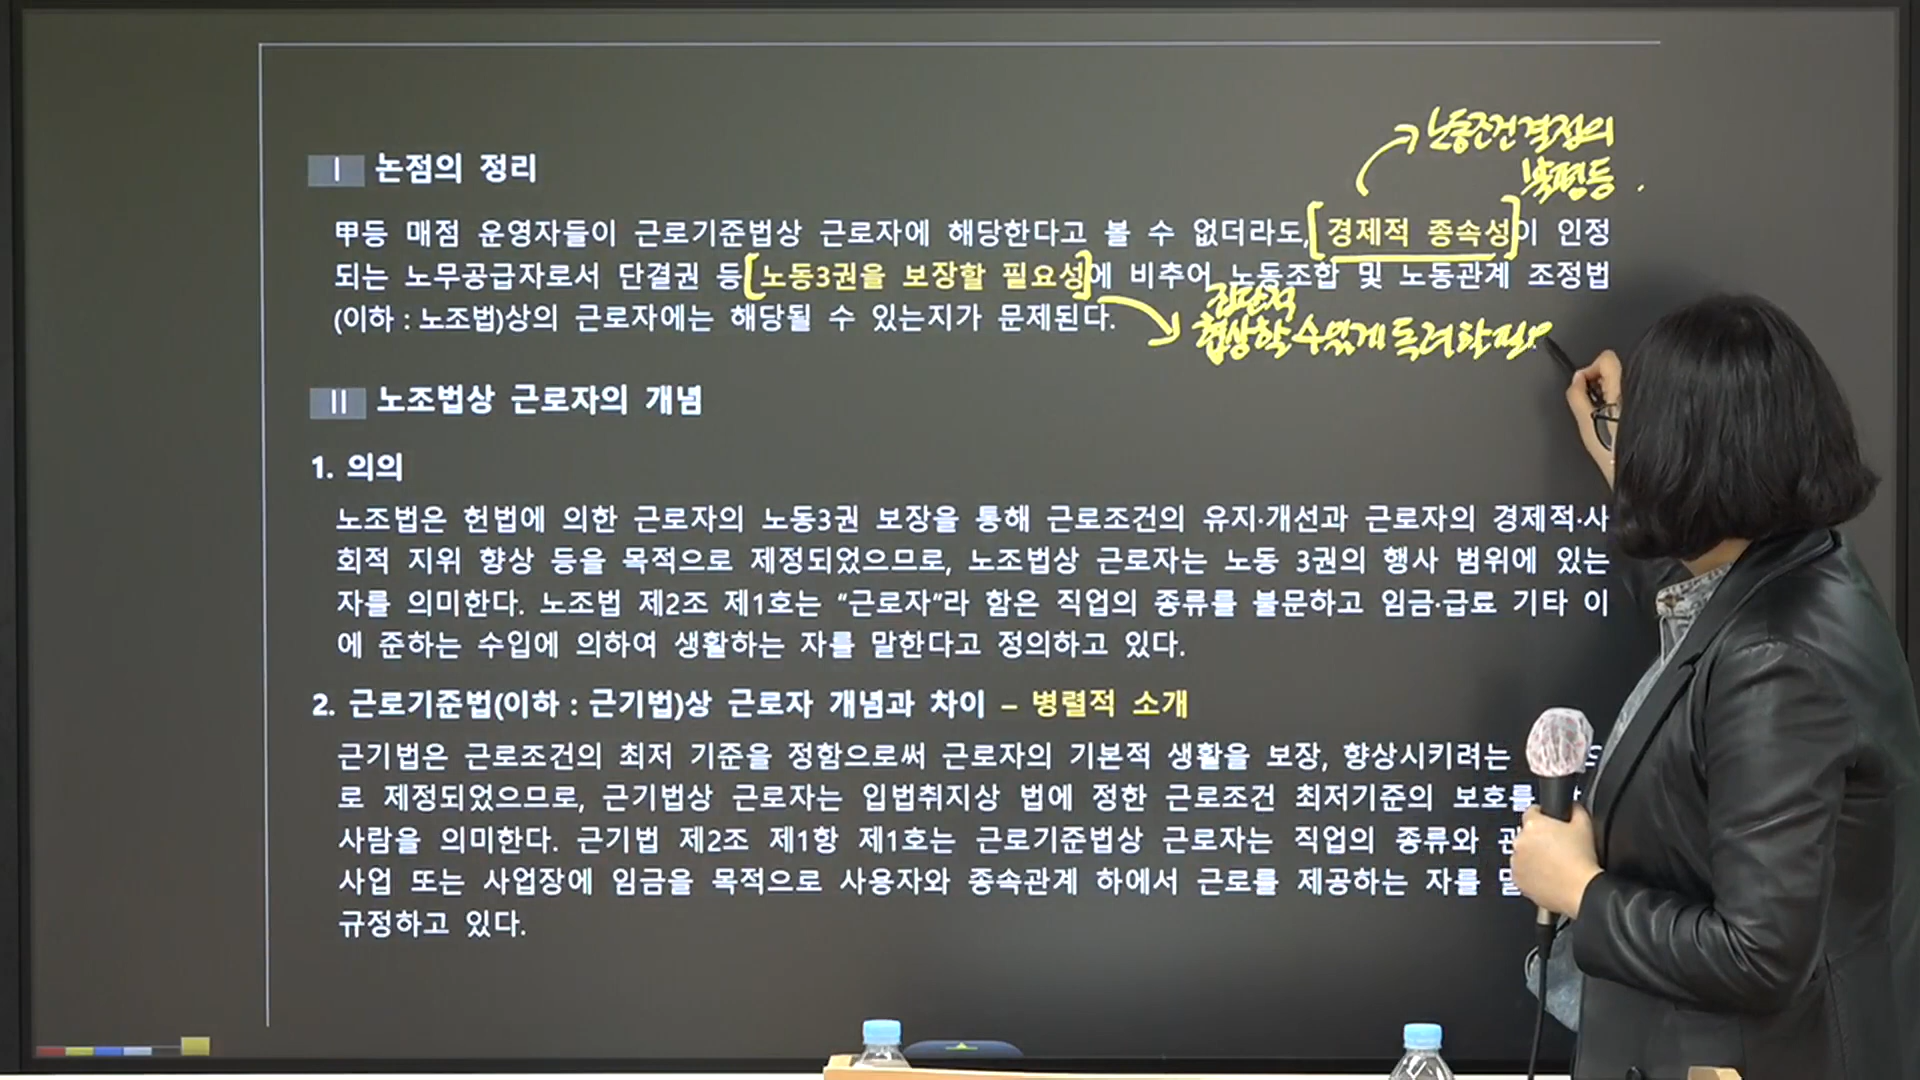 노동조건 결정의
불평등.
I 논점의 정리
甲등 매점 운영자들이 근로기준법상 근로자에 해당한다고 볼 수 없더라도, [경제적 종속성]이 인정
되는 노무공급자로서 단결권 등 [노동3권을 보장할 필요성]에 비추어 노동조합 및 노동관계 조정법
(이하 : 노조법)상의 근로자에는 해당될 수 있는지가 문제된다.
집단적
협상할 수 있게 독려할
II 노조법상 근로자의 개념
1. 의의
노조법은 헌법에 의한 근로자의 노동3권 보장을 통해 근로조건의 유지·개선과 근로자의 경제적·사
회적 지위 향상 등을 목적으로 제정되었으므로, 노조법상 근로자는 노동 3권의 행사 범위에 있는
자를 의미한다. 노조법 제2조 제1호는 “근로자”라 함은 직업의 종류를 불문하고 임금·급료 기타 이
에 준하는 수입에 의하여 생활하는 자를 말한다고 정의하고 있다.
2. 근로기준법(이하 : 근기법)상 근로자 개념과 차이 – 병렬적 소개
근기법은 근로조건의 최저 기준을 정함으로써 근로자의 기본적 생활을 보장, 향상시키려는
로 제정되었으므로, 근기법상 근로자는 입법취지상 법에 정한 근로조건 최저기준의 보호를
사람을 의미한다. 근기법 제2조 제1항 제1호는 근로기준법상 근로자는 직업의 종류와
사업 또는 사업장에 임금을 목적으로 사용자와 종속관계 하에서 근로를 제공하는 자를
규정하고 있다.